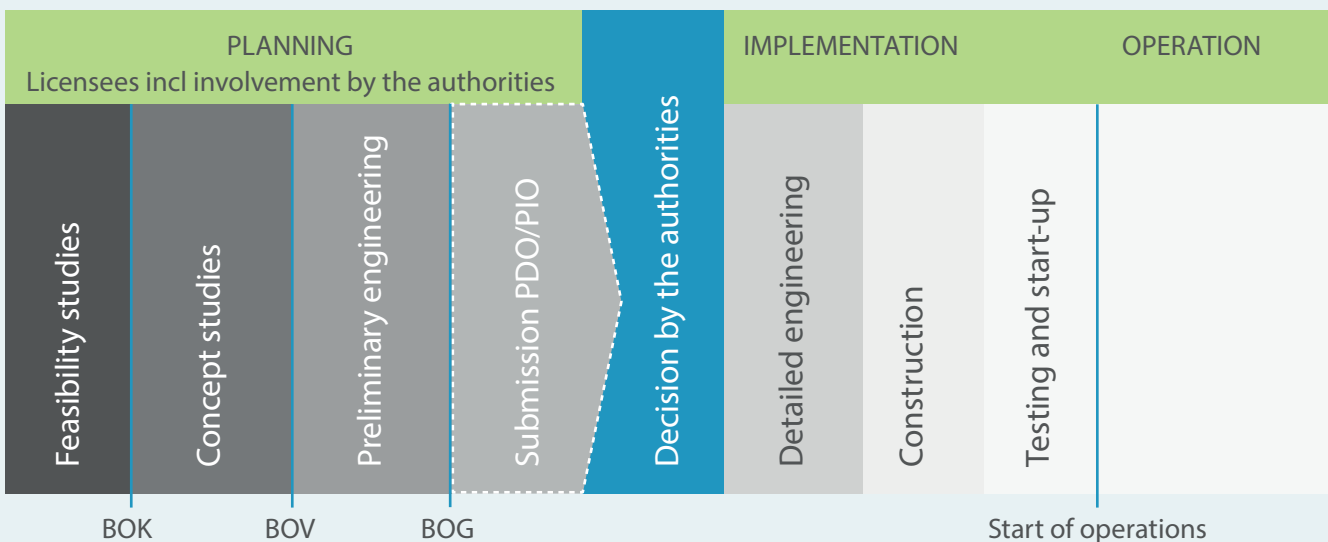 PLANNING
Licensees incl involvement by the authorities
IMPLEMENTATION
OPERATION
Feasibility studies
Concept studies
Preliminary engineering
Submission PDO/PIO
Decision by the authorities
Detailed engineering
Construction
Testing and start-up
BOK
BOV
BOG
Start of operations